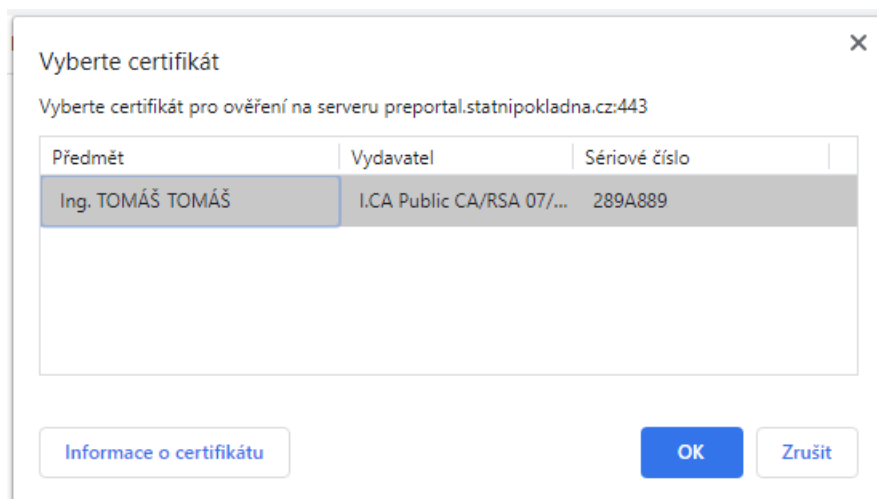 Vyberte certifikát
Vyberte certifikát pro ověření na serveru preportal.statnipokladna.cz:443
Předmět Vydavatel Sériové číslo
Ing. TOMÁŠ TOMÁŠ I.CA Public CA/RSA 07/... 289A889
Informace o certifikátu OK Zrušit